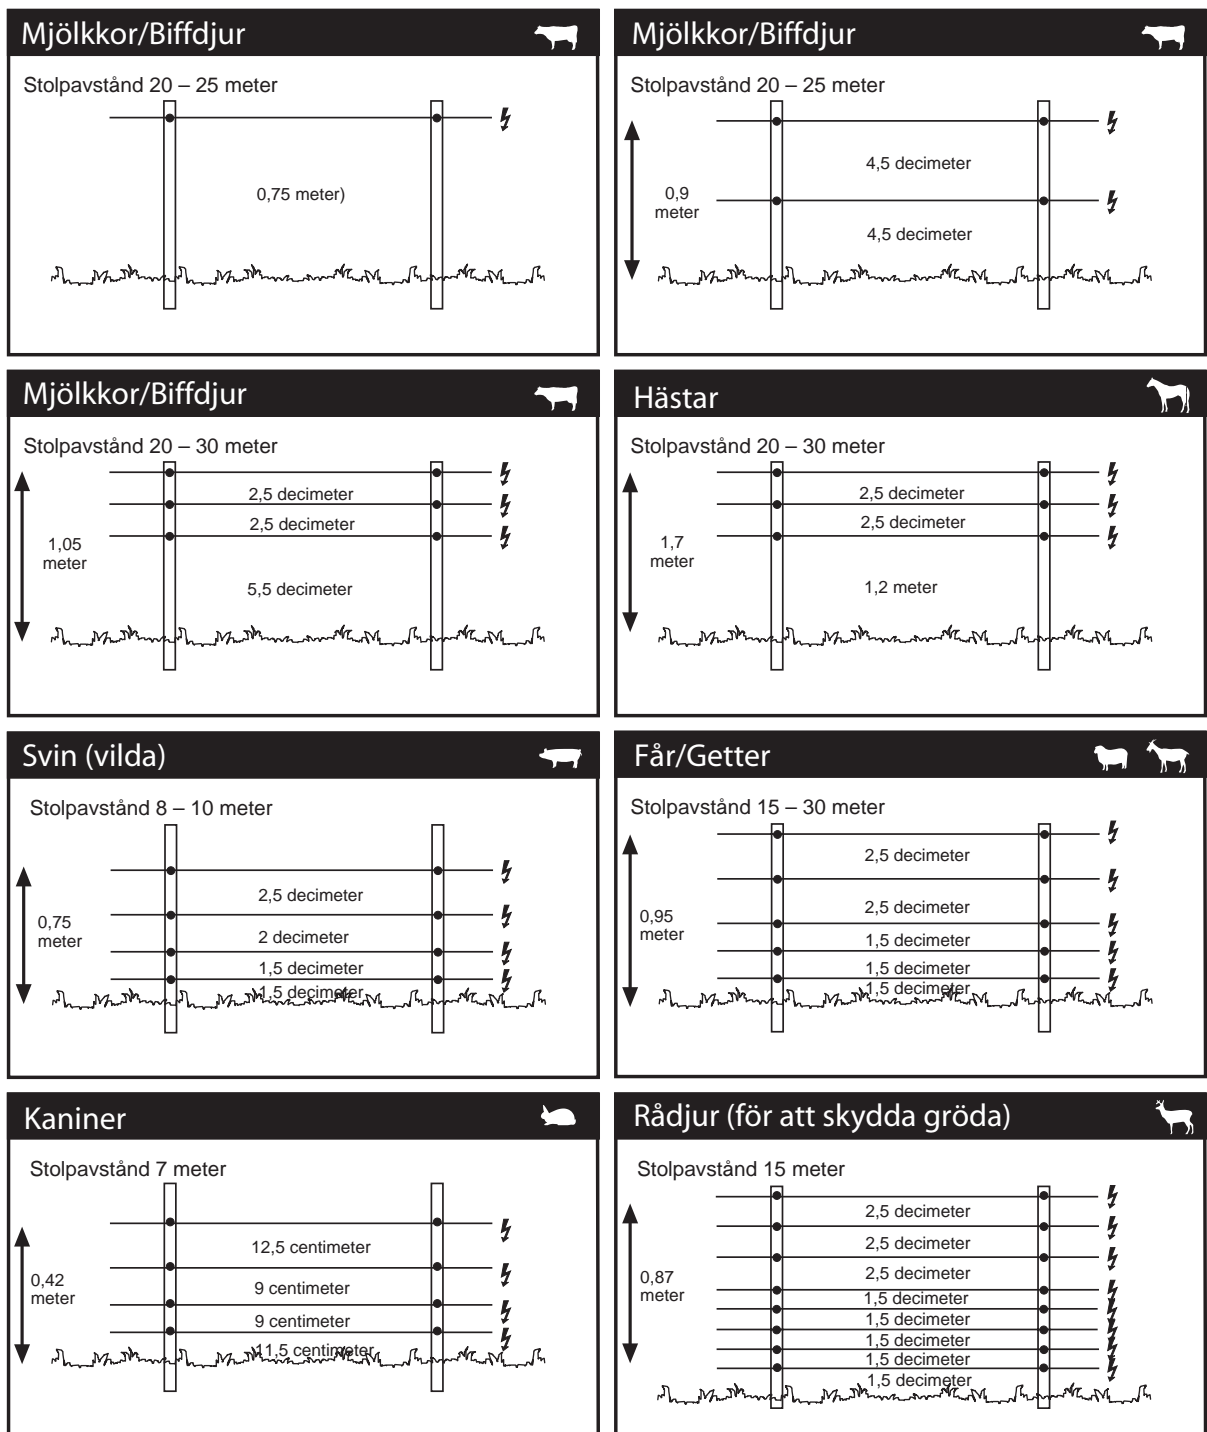 Mjölkkor/Biffdjur
Stolpavstånd 20 – 25 meter
0,75 meter)
Mjölkkor/Biffdjur
Stolpavstånd 20 – 25 meter
4,5 decimeter
0,9
meter
4,5 decimeter
Mjölkkor/Biffdjur
Stolpavstånd 20 – 30 meter
2,5 decimeter
2,5 decimeter
1,05
meter
5,5 decimeter
Hästar
Stolpavstånd 20 – 30 meter
2,5 decimeter
2,5 decimeter
1,7
meter
1,2 meter
Svin (vilda)
Stolpavstånd 8 – 10 meter
2,5 decimeter
0,75
meter
2 decimeter
1,5 decimeter
1,5 decimeter
Får/Getter
Stolpavstånd 15 – 30 meter
2,5 decimeter
2,5 decimeter
0,95
meter
1,5 decimeter
1,5 decimeter
1,5 decimeter
Kaniner
Stolpavstånd 7 meter
12,5 centimeter
0,42
meter
9 centimeter
9 centimeter
11,5 centimeter
Rådjur (för att skydda gröda)
Stolpavstånd 15 meter
2,5 decimeter
2,5 decimeter
2,5 decimeter
0,87
meter
1,5 decimeter
1,5 decimeter
1,5 decimeter
1,5 decimeter
1,5 decimeter